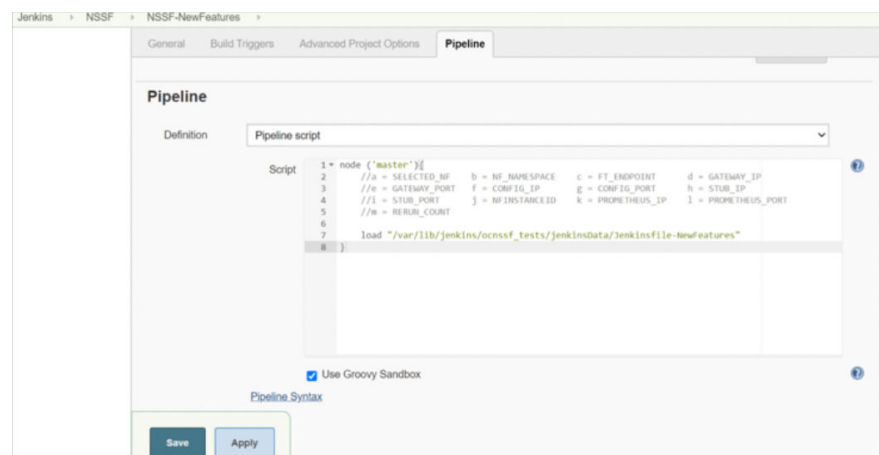 Jenkins NSSF NSSF-NewFeatures
General Build Triggers Advanced Project Options Pipeline
Pipeline
Definition Pipeline script
Script
1 node ('master'){
2 //a = SELECTED_NF b = NF_NAMESPACE c = FT_ENDPOINT d = GATEWAY_IP
3 //e = GATEWAY_PORT f = CONFIG_IP g = CONFIG_PORT h = STUB_IP
4 //i = STUB_PORT j = NFINSTANCEID k = PROMETHEUS_IP l = PROMETHEUS_PORT
5 //m = RERUN_COUNT
6
7 load "/var/lib/jenkins/ocnssf_tests/jenkinsData/Jenkinsfile-NewFeatures"
8 }
Use Groovy Sandbox
Pipeline Syntax
Save Apply